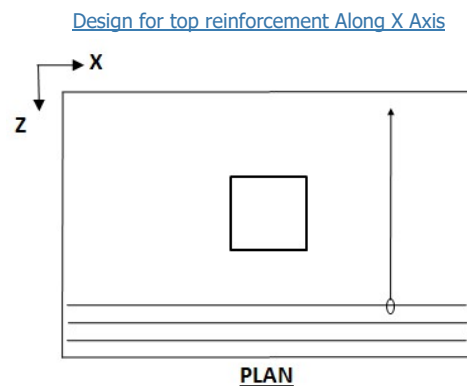 Design for top reinforcement Along X Axis
X
Z
PLAN